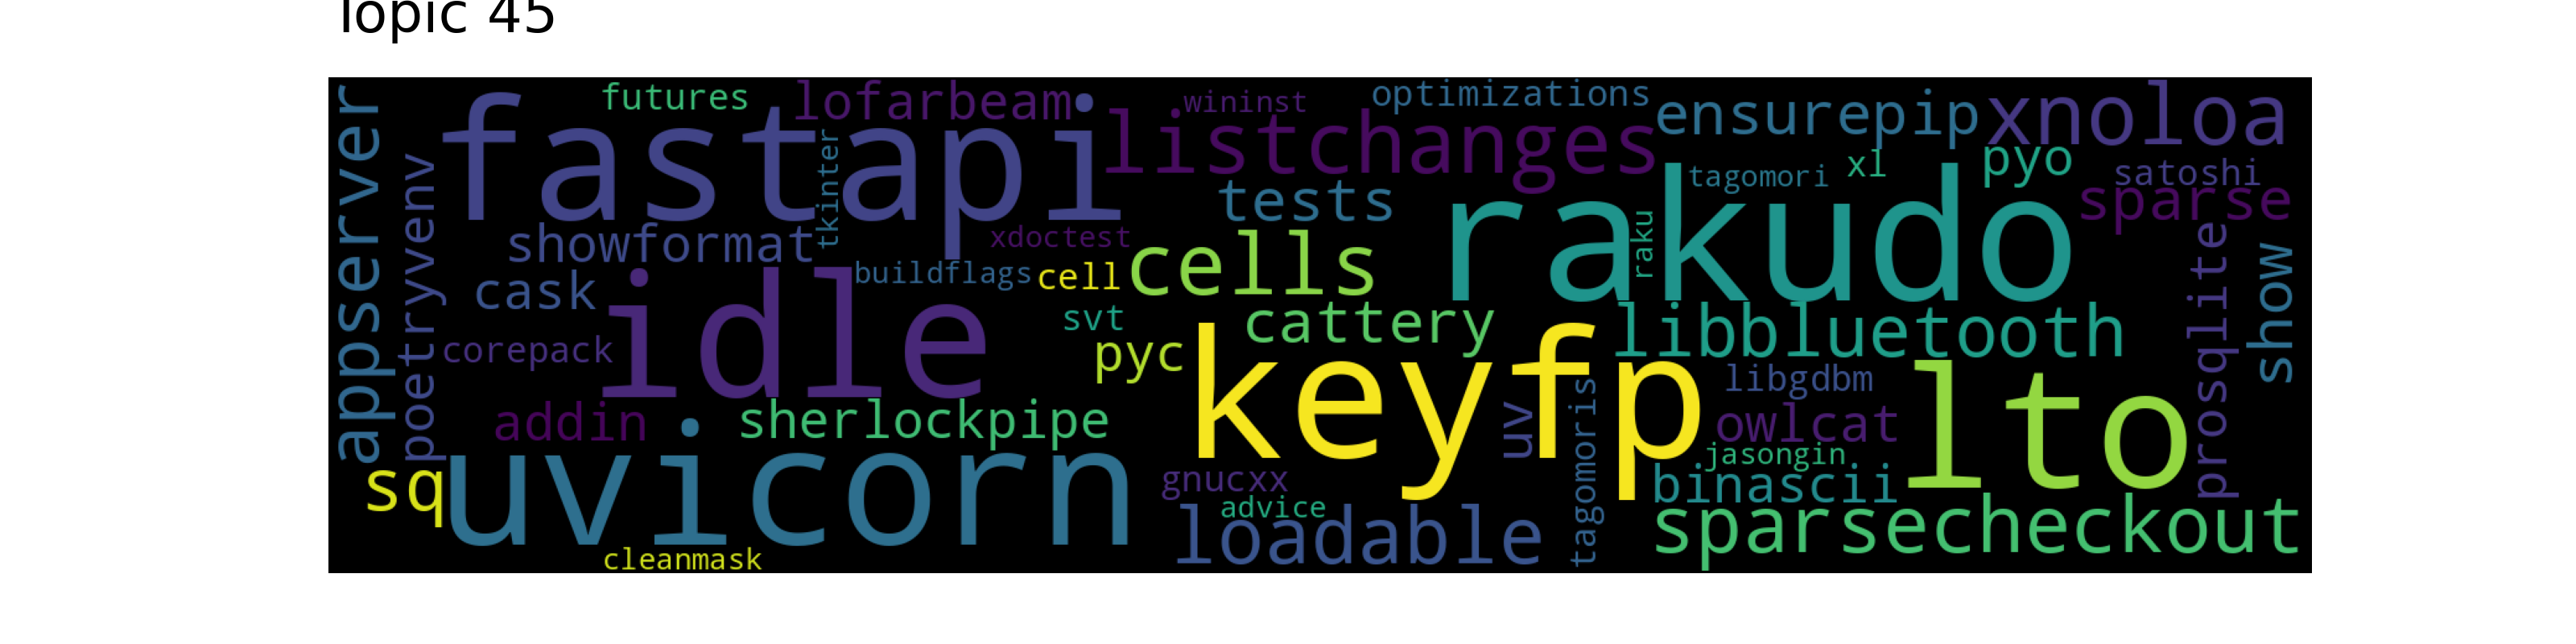 Topic 45
futures
lofarbeam
wininst
optimizations
ensurepip
xnoloa
appserver
fastapi
listchanges
tagomori
xl
pyo
satoshi
poetryvenv
tkinter
tests
rakudo
sparse
showformat
xdoctest
raku
cask
idle
buildflags
cell
cells
prosqlite
show
corepack
svt
cattery
libbluetooth
pyc
keyfp
libgdbm
lto
addin
sherlockpipe
uv
tagomoris
owlcat
jasongin
sq
uvicorn
gnucxx
binascii
advice
loadable
sparsecheckout
cleanmask